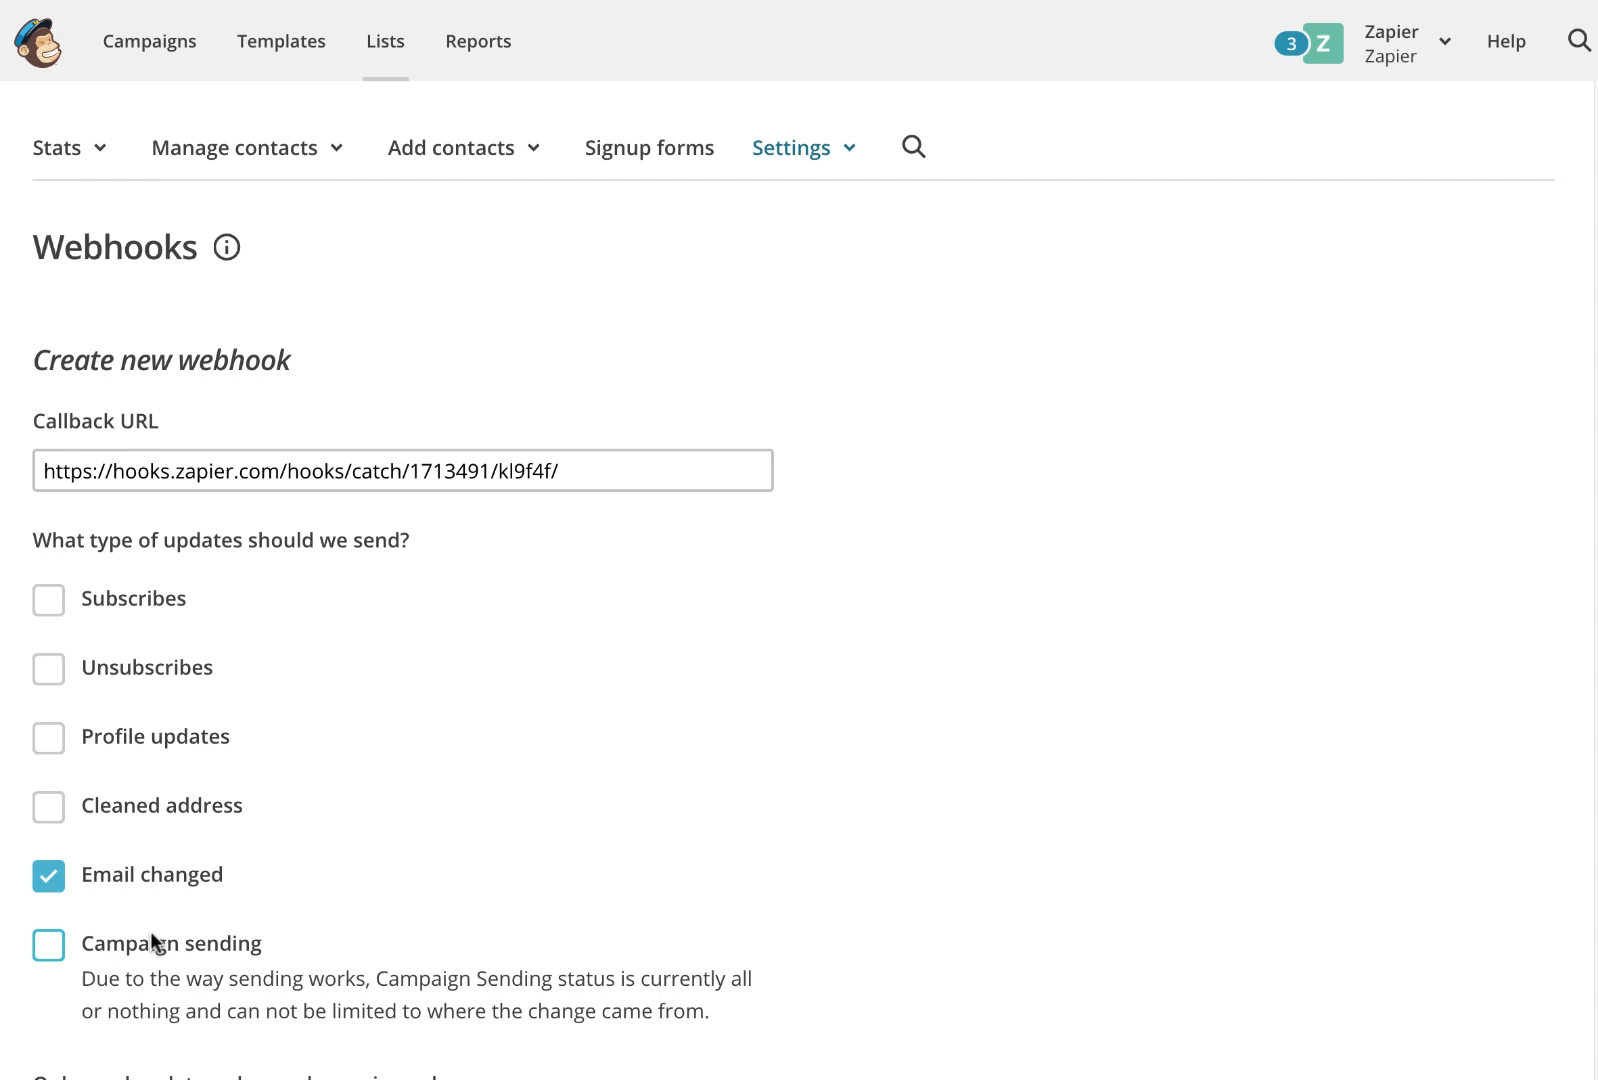 Campaigns Templates Lists Reports 3 Z Zapier Help
Zapier
Stats Manage contacts Add contacts Signup forms Settings
Webhooks
Create new webhook
Callback URL
https://hooks.zapier.com/hooks/catch/1713491/kl9f4f/
What type of updates should we send?
Subscribes
Unsubscribes
Profile updates
Cleaned address
Email changed
Campaign sending
Due to the way sending works, Campaign Sending status is currently all
or nothing and can not be limited to where the change came from.